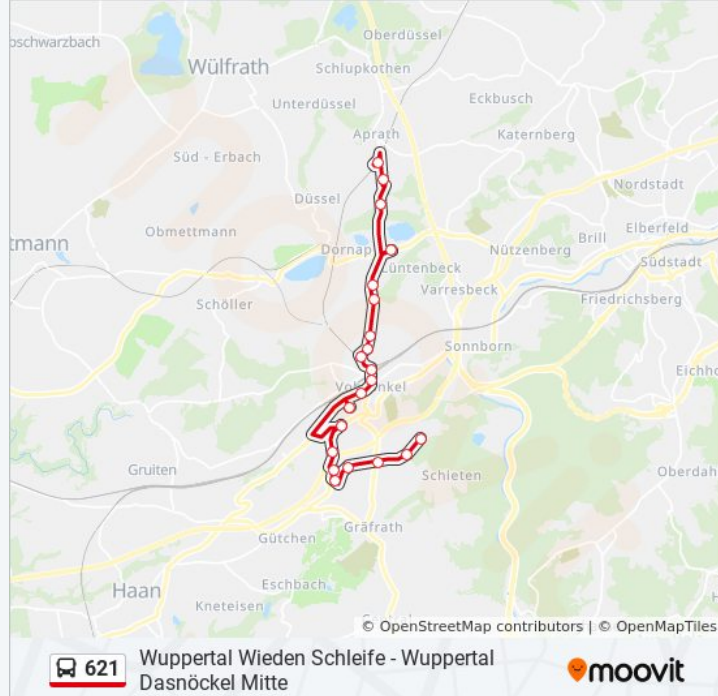 Oberdüssel
bschwarzbach
Wülfrath
Schlupkothen
Eckbusch
Unterdüssel
Aprath
Katernberg
Süd - Erbach
Nordstadt
Düssel
Obmettmann
Brill
Elberfeld
tmann
Dornap
Nützenberg
Lüntenbeck
Südstadt
Varresbeck
Friedrichsberg
Schöller
Sonnborn
Eichho
Vohwinkel
Gruiten
Schieten
Oberdah
Gräfrath
Gütchen
Haan
Eschbach
Kneteisen
© OpenStreetMap contributors | © OpenMapTiles
621
Wuppertal Wieden Schleife - Wuppertal
Dasnöckel Mitte
moovit